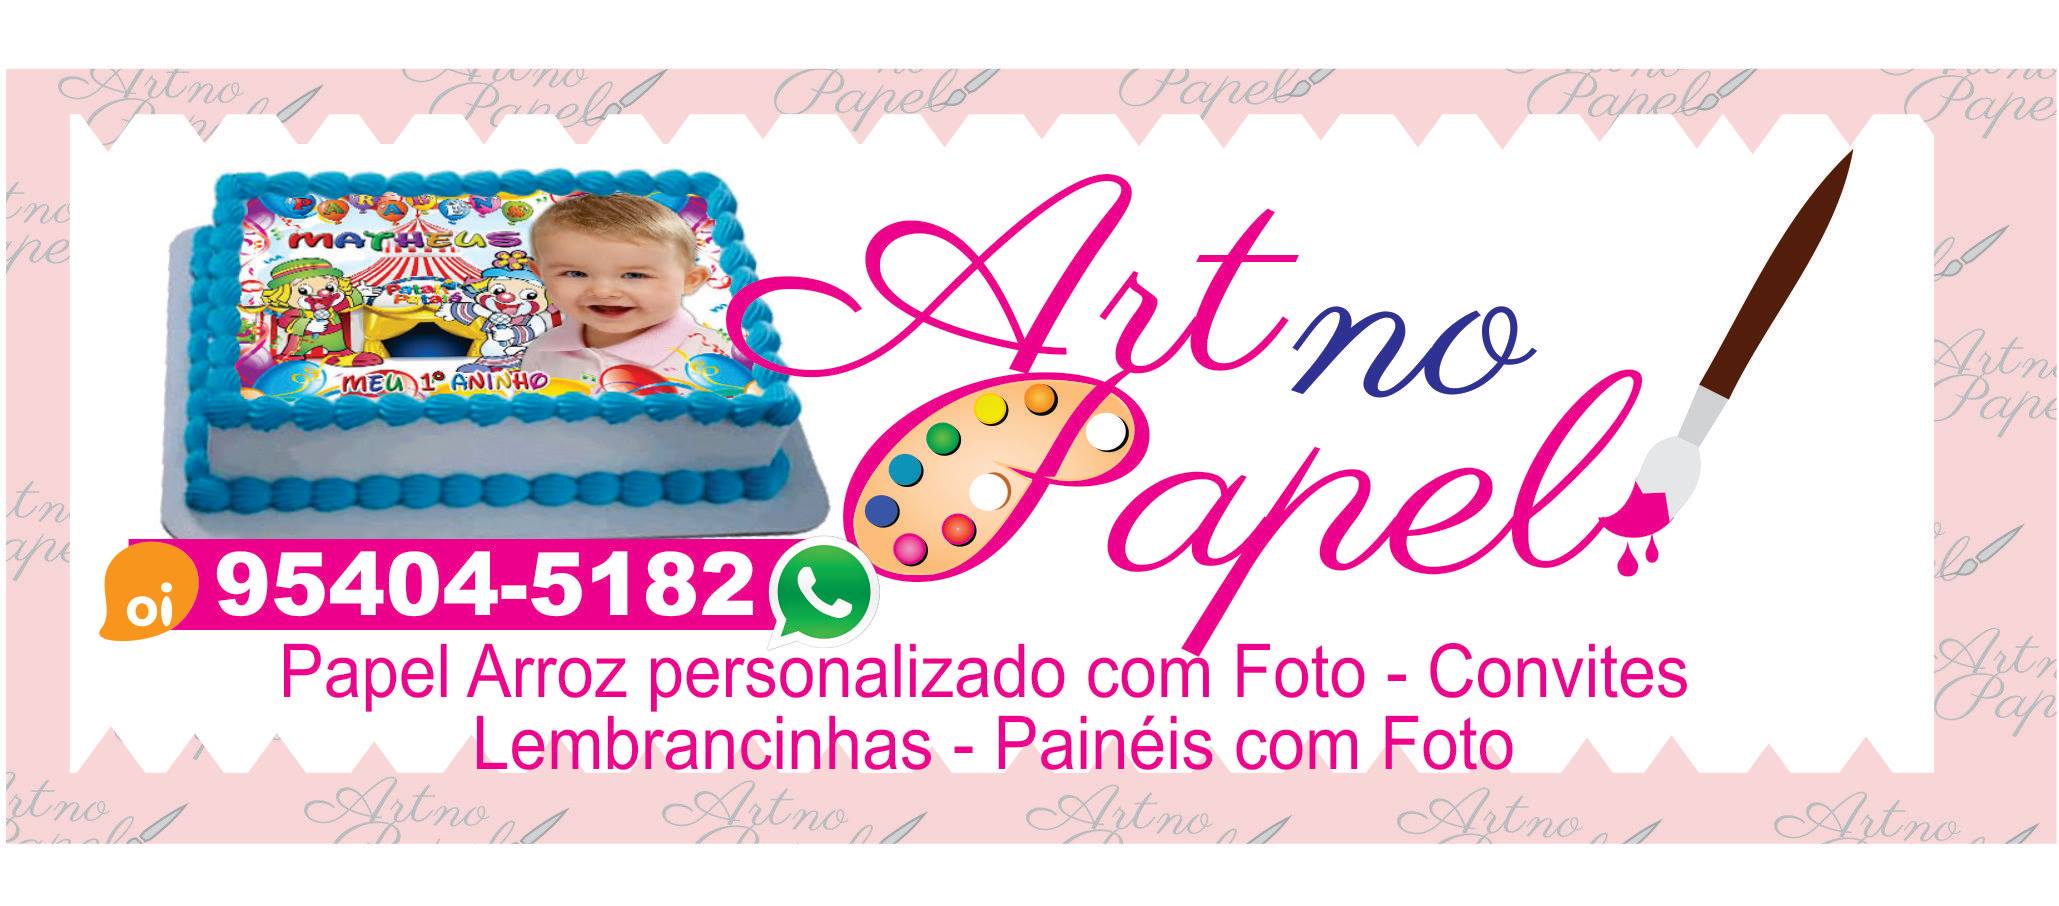 PARABÉNS
MATHEUS
Patati
Patatá
MEU 1º ANINHO
Art no
Papel
oi 95404-5182
Papel Arroz personalizado com Foto - Convites
Lembrancinhas - Painéis com Foto